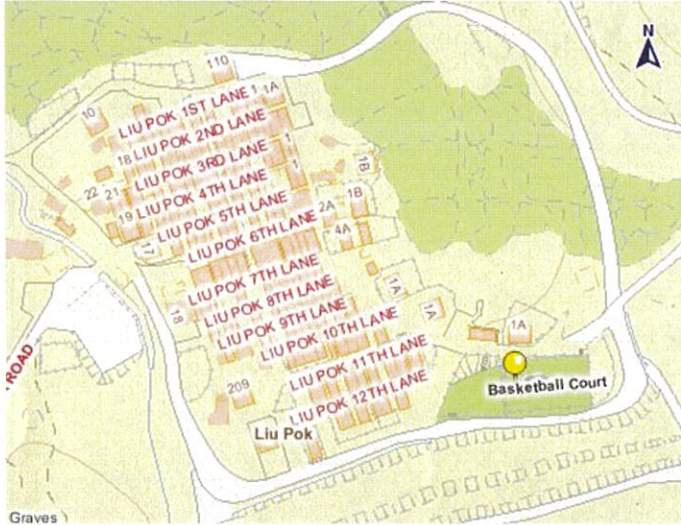 N
110
10
1A
LIU POK 1ST LANE 1
LIU POK 2ND LANE
18
1
LIU POK 3RD LANE
1
1B
22
21
LIU POK 4TH LANE
1B
19
LIU POK 5TH LANE
2A
17
LIU POK 6TH LANE
4A
LIU POK 7TH LANE
1A
LIU POK 8TH LANE
1A
18
LIU POK 9TH LANE
1A
LIU POK 10TH LANE
ROAD
LIU POK 11TH LANE
Basketball Court
209
LIU POK 12TH LANE
Liu Pok
Graves